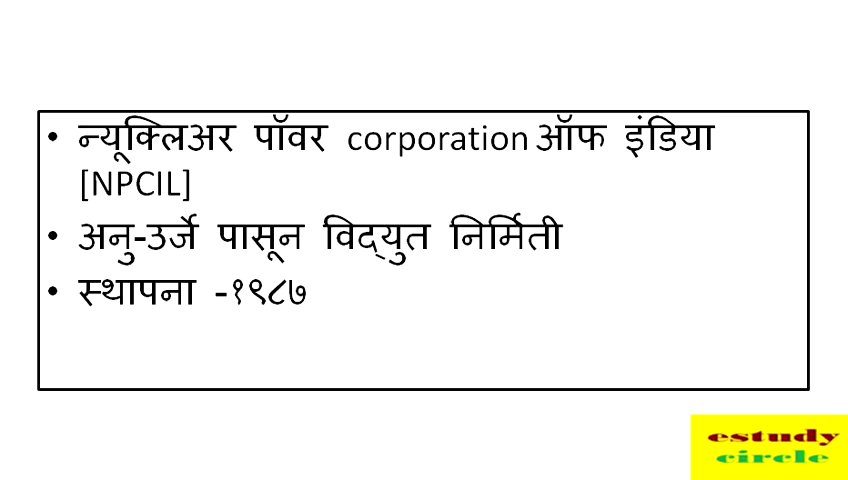 • न्यूक्लिअर पॉवर corporation ऑफ इंडिया
[NPCIL]
• अनु-उर्जे पासून विद्‌युत निर्मिती
• स्थापना -१९८७
estudy
circle